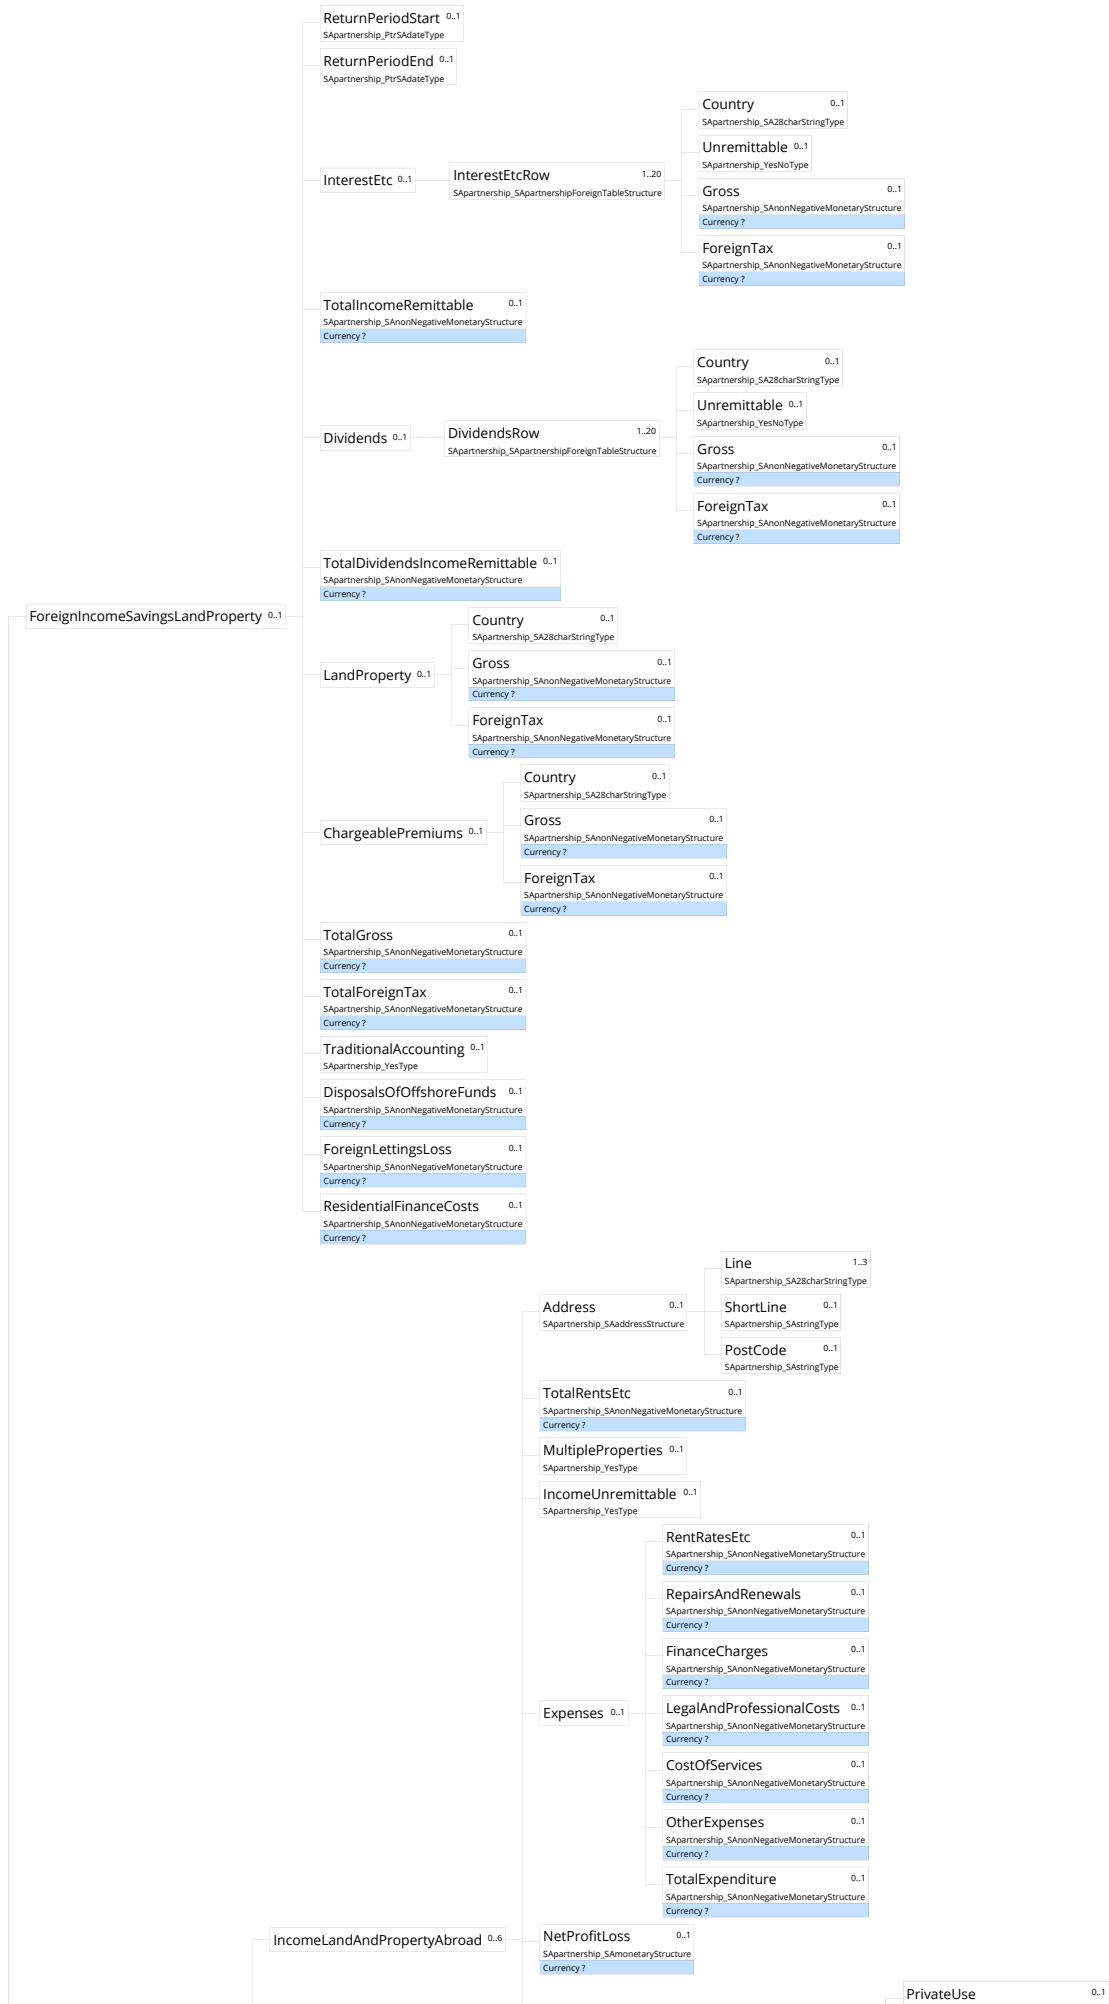 ReturnPeriodStart 0..1
SApartnership_PtrSAdateType
ReturnPeriodEnd 0..1
SApartnership_PtrSAdateType
InterestEtc 0..1
InterestEtcRow 1..20
SApartnership_SApartnershipForeignTableStructure
Country 0..1
SApartnership_SA28charStringType
Unremittable 0..1
SApartnership_YesNoType
Gross 0..1
SApartnership_SAnonNegativeMonetaryStructure
Currency ?
ForeignTax 0..1
SApartnership_SAnonNegativeMonetaryStructure
Currency ?
TotalIncomeRemittable 0..1
SApartnership_SAnonNegativeMonetaryStructure
Currency ?
Dividends 0..1
DividendsRow 1..20
SApartnership_SApartnershipForeignTableStructure
Country 0..1
SApartnership_SA28charStringType
Unremittable 0..1
SApartnership_YesNoType
Gross 0..1
SApartnership_SAnonNegativeMonetaryStructure
Currency ?
ForeignTax 0..1
SApartnership_SAnonNegativeMonetaryStructure
Currency ?
TotalDividendsIncomeRemittable 0..1
SApartnership_SAnonNegativeMonetaryStructure
Currency ?
ForeignIncomeSavingsLandProperty 0..1
LandProperty 0..1
Country 0..1
SApartnership_SA28charStringType
Gross 0..1
SApartnership_SAnonNegativeMonetaryStructure
Currency ?
ForeignTax 0..1
SApartnership_SAnonNegativeMonetaryStructure
Currency ?
ChargeablePremiums 0..1
Country 0..1
SApartnership_SA28charStringType
Gross 0..1
SApartnership_SAnonNegativeMonetaryStructure
Currency ?
ForeignTax 0..1
SApartnership_SAnonNegativeMonetaryStructure
Currency ?
TotalGross 0..1
SApartnership_SAnonNegativeMonetaryStructure
Currency ?
TotalForeignTax 0..1
SApartnership_SAnonNegativeMonetaryStructure
Currency ?
TraditionalAccounting 0..1
SApartnership_YesType
DisposalsOfOffshoreFunds 0..1
SApartnership_SAnonNegativeMonetaryStructure
Currency ?
ForeignLettingsLoss 0..1
SApartnership_SAnonNegativeMonetaryStructure
Currency ?
ResidentialFinanceCosts 0..1
SApartnership_SAnonNegativeMonetaryStructure
Currency ?
Address 0..1
SApartnership_SAaddressStructure
Line 1..3
SApartnership_SA28charStringType
ShortLine 0..1
SApartnership_SAstringType
PostCode 0..1
SApartnership_SAstringType
TotalRentsEtc 0..1
SApartnership_SAnonNegativeMonetaryStructure
Currency ?
MultipleProperties 0..1
SApartnership_YesType
IncomeUnremittable 0..1
SApartnership_YesType
Expenses 0..1
RentRatesEtc 0..1
SApartnership_SAnonNegativeMonetaryStructure
Currency ?
RepairsAndRenewals 0..1
SApartnership_SAnonNegativeMonetaryStructure
Currency ?
FinanceCharges 0..1
SApartnership_SAnonNegativeMonetaryStructure
Currency ?
LegalAndProfessionalCosts 0..1
SApartnership_SAnonNegativeMonetaryStructure
Currency ?
CostOfServices 0..1
SApartnership_SAnonNegativeMonetaryStructure
Currency ?
OtherExpenses 0..1
SApartnership_SAnonNegativeMonetaryStructure
Currency ?
TotalExpenditure 0..1
SApartnership_SAnonNegativeMonetaryStructure
Currency ?
IncomeLandAndPropertyAbroad 0..6
NetProfitLoss 0..1
SApartnership_SAmonetaryStructure
Currency ?
PrivateUse 0..1